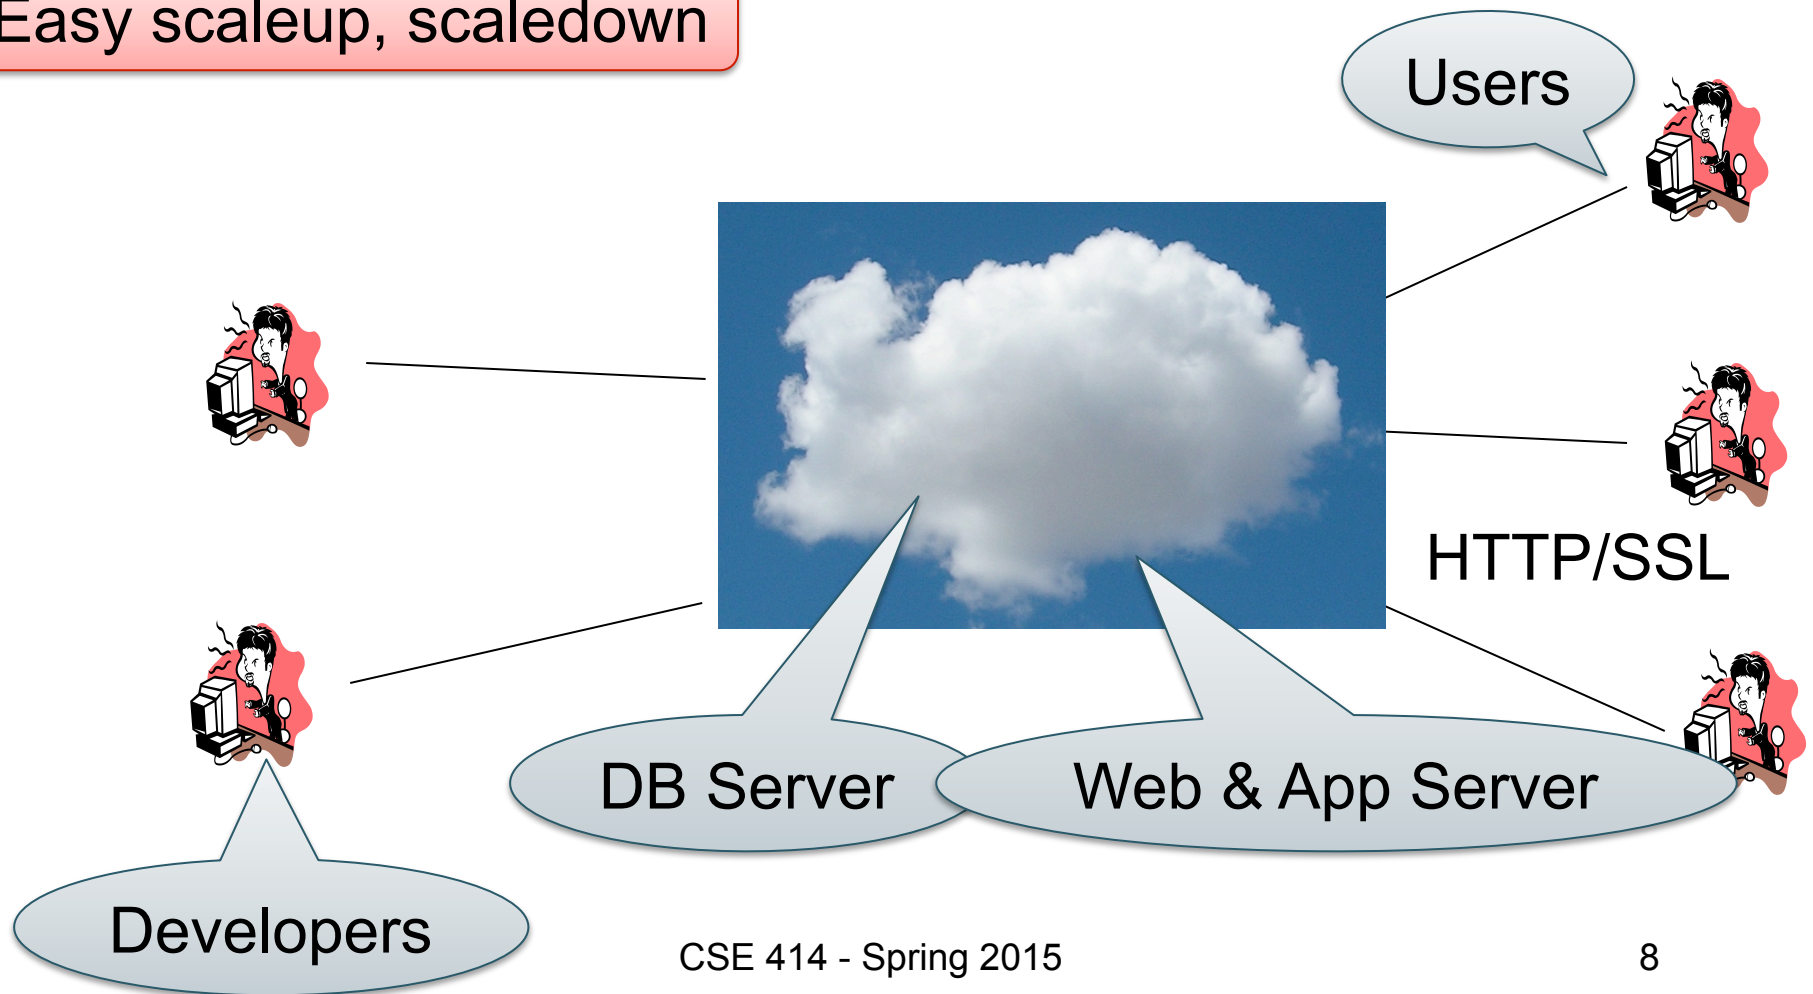 Easy scaleup, scaledown
Users
HTTP/SSL
DB Server
Web & App Server
Developers
CSE 414 - Spring 2015
8